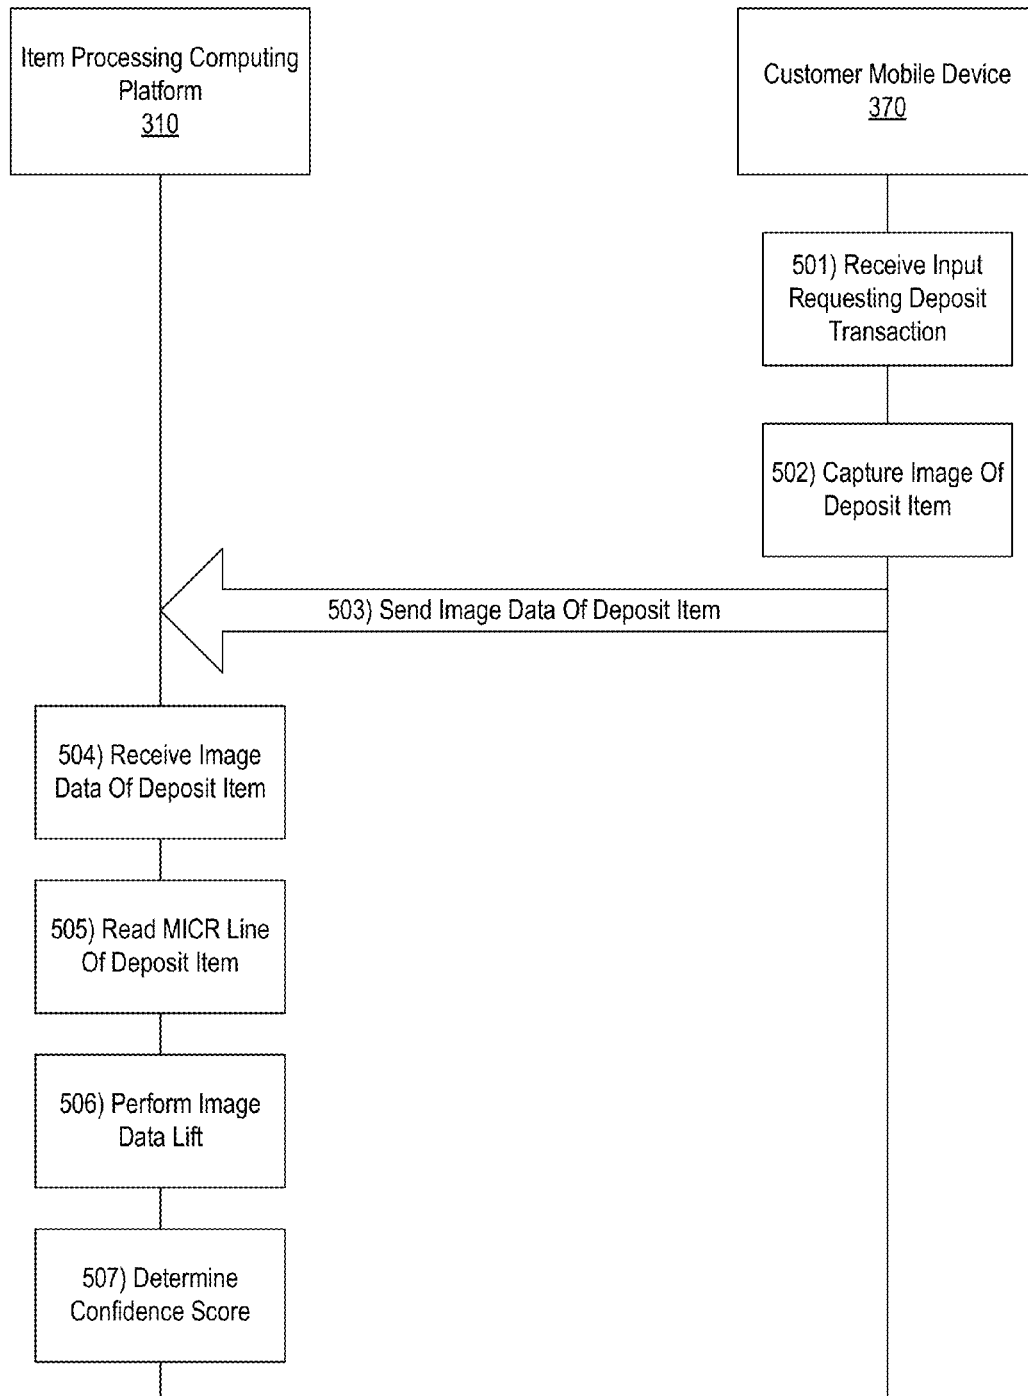 Item Processing Computing
Platform
310
Customer Mobile Device
370
501) Receive Input
Requesting Deposit
Transaction
502) Capture Image Of
Deposit Item
503) Send Image Data Of Deposit Item
504) Receive Image
Data Of Deposit Item
505) Read MICR Line
Of Deposit Item
506) Perform Image
Data Lift
507) Determine
Confidence Score